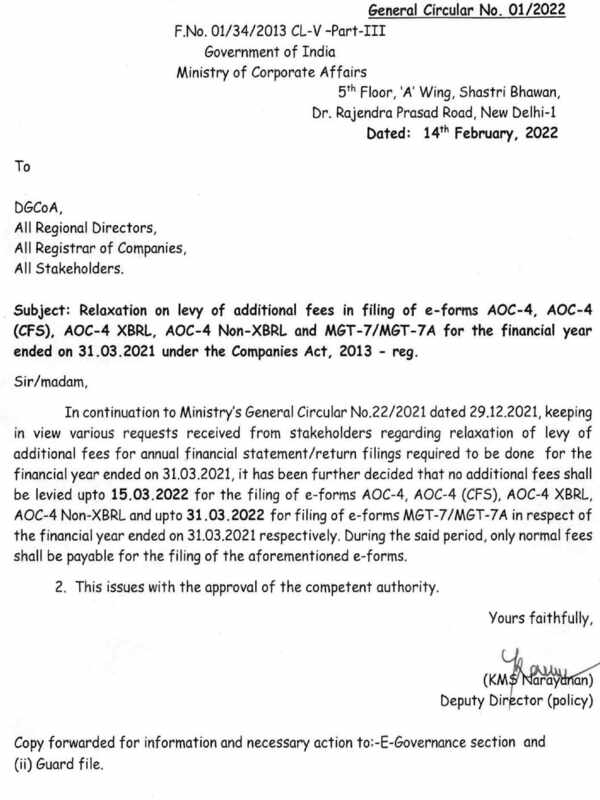 General Circular No. 01/2022
F.No. 01/34/2013 CL-V –Part-III
Government of India
Ministry of Corporate Affairs
5th Floor, 'A' Wing, Shastri Bhawan,
Dr. Rajendra Prasad Road, New Delhi-1
Dated: 14th February, 2022
To
DGCoA,
All Regional Directors,
All Registrar of Companies,
All Stakeholders.
Subject: Relaxation on levy of additional fees in filing of e-forms AOC-4, AOC-4
(CFS), AOC-4 XBRL, AOC-4 Non-XBRL and MGT-7/MGT-7A for the financial year
ended on 31.03.2021 under the Companies Act, 2013 - reg.
Sir/madam,
In continuation to Ministry's General Circular No.22/2021 dated 29.12.2021, keeping
in view various requests received from stakeholders regarding relaxation of levy of
additional fees for annual financial statement/return filings required to be done for the
financial year ended on 31.03.2021, it has been further decided that no additional fees shall
be levied upto 15.03.2022 for the filing of e-forms AOC-4, AOC-4 (CFS), AOC-4 XBRL,
AOC-4 Non-XBRL and upto 31.03.2022 for filing of e-forms MGT-7/MGT-7A in respect of
the financial year ended on 31.03.2021 respectively. During the said period, only normal fees
shall be payable for the filing of the aforementioned e-forms.
2. This issues with the approval of the competent authority.
Yours faithfully,
(KMS Narayanan)
Deputy Director (policy)
Copy forwarded for information and necessary action to:-E-Governance section and
(ii) Guard file.